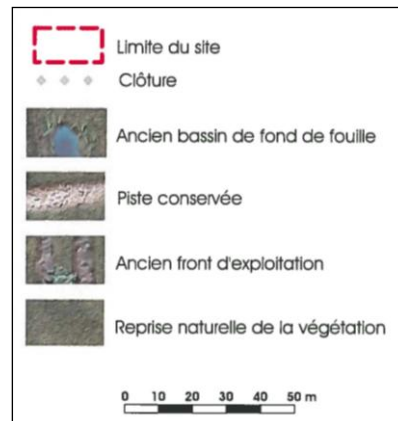 Limite du site
Clôture
Ancien bassin de fond de fouille
Piste conservée
Ancien front d'exploitation
Reprise naturelle de la végétation
0 10 20 30 40 50 m